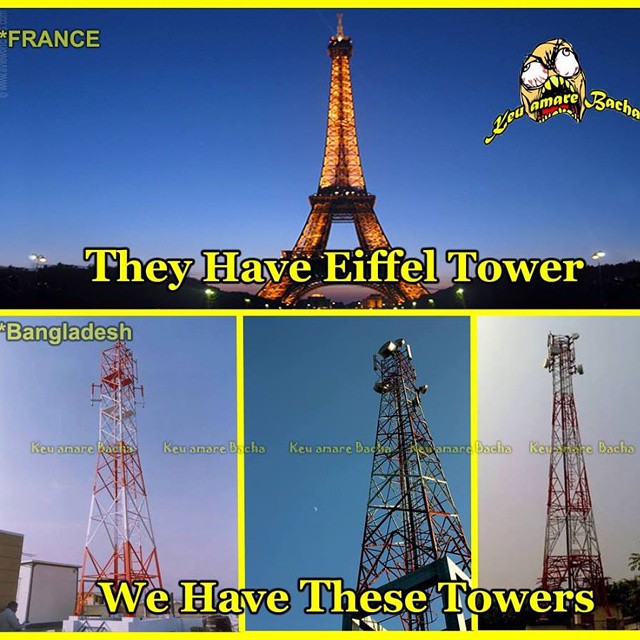 *FRANCE
Keu amare Bacha
They Have Eiffel Tower
*Bangladesh
Keu amare Bacha Keu amare Bacha Keu amare Bacha Keu amare Bacha Keu amare Bacha
We Have These Towers